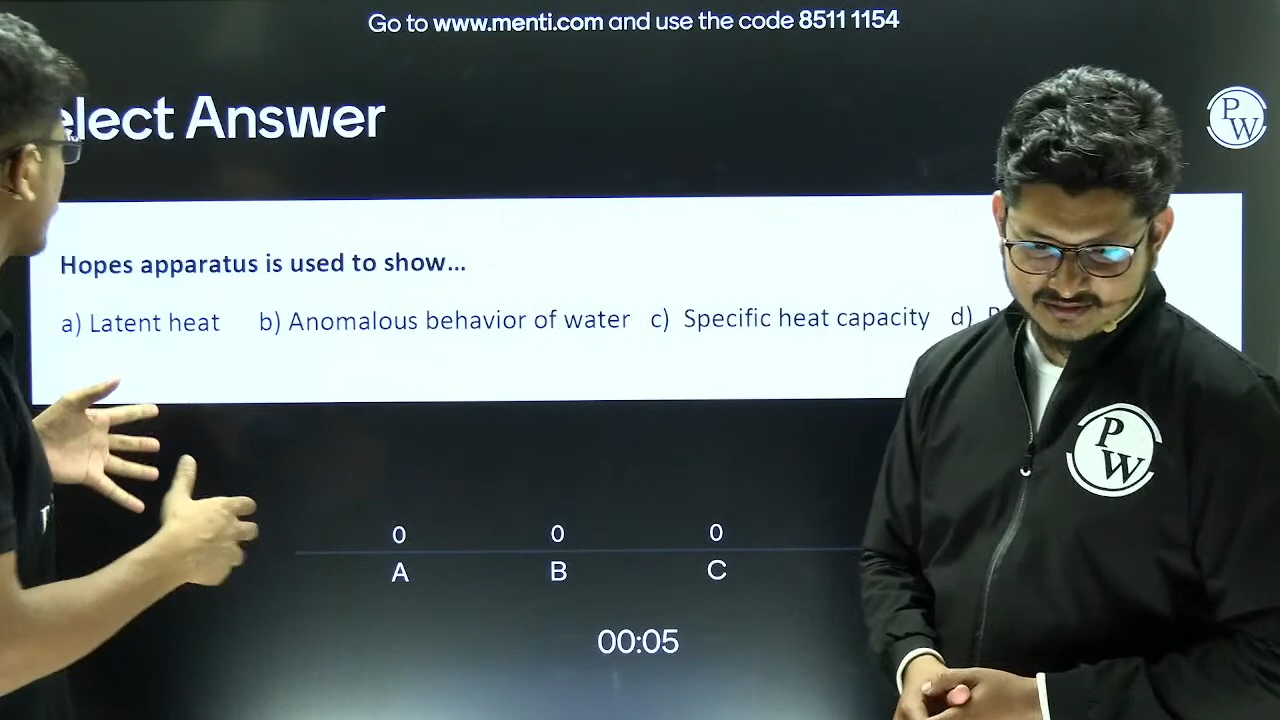 Go to www.menti.com and use the code 8511 1154
elect Answer
P
W
Hopes apparatus is used to show...
a) Latent heat b) Anomalous behavior of water c) Specific heat capacity d)
P
W
0 0 0
A B C
00:05